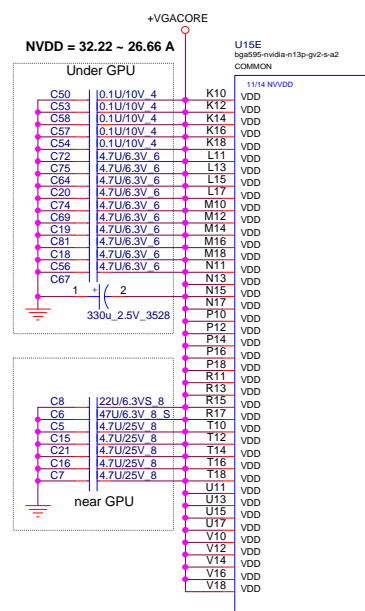 +VGACORE
NVDD = 32.22 ~ 26.66 A
U15E
bga595-nvidia-n13p-gv2-s-a2
COMMON
Under GPU
11/14 NVVDD
C50 0.1U/10V_4 K10 VDD
C53 0.1U/10V_4 K12 VDD
C58 0.1U/10V_4 K14 VDD
C57 0.1U/10V_4 K16 VDD
C54 0.1U/10V_4 K18 VDD
C72 4.7U/6.3V_6 L11 VDD
C75 4.7U/6.3V_6 L13 VDD
C64 4.7U/6.3V_6 L15 VDD
C20 4.7U/6.3V_6 L17 VDD
C74 4.7U/6.3V_6 M10 VDD
C69 4.7U/6.3V_6 M12 VDD
C19 4.7U/6.3V_6 M14 VDD
C81 4.7U/6.3V_6 M16 VDD
C18 4.7U/6.3V_6 M18 VDD
C56 4.7U/6.3V_6 N11 VDD
C67 N13 VDD
1 + 2 N15 VDD
N17 VDD
330u_2.5V_3528 P10 VDD
P12 VDD
P14 VDD
P16 VDD
P18 VDD
R11 VDD
R13 VDD
C8 22U/6.3VS_8 R15 VDD
C6 47U/6.3V_8_S R17 VDD
C5 4.7U/25V_8 T10 VDD
C15 4.7U/25V_8 T12 VDD
C21 4.7U/25V_8 T14 VDD
C16 4.7U/25V_8 T16 VDD
C7 4.7U/25V_8 T18 VDD
U11 VDD
near GPU U13 VDD
U15 VDD
U17 VDD
V10 VDD
V12 VDD
V14 VDD
V16 VDD
V18 VDD